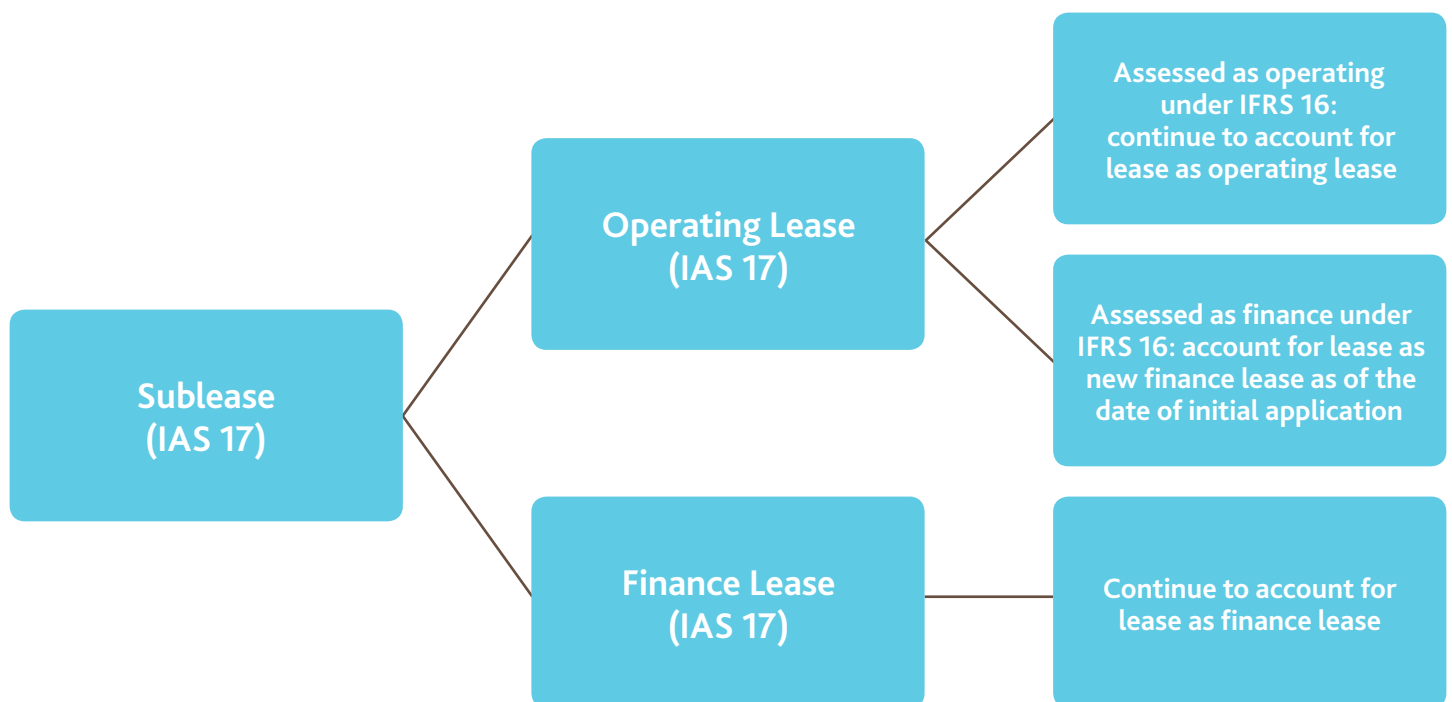 Sublease
(IAS 17)
Operating Lease
(IAS 17)
Assessed as operating
under IFRS 16:
continue to account for
lease as operating lease
Assessed as finance under
IFRS 16: account for lease as
new finance lease as of the
date of initial application
Finance Lease
(IAS 17)
Continue to account for
lease as finance lease